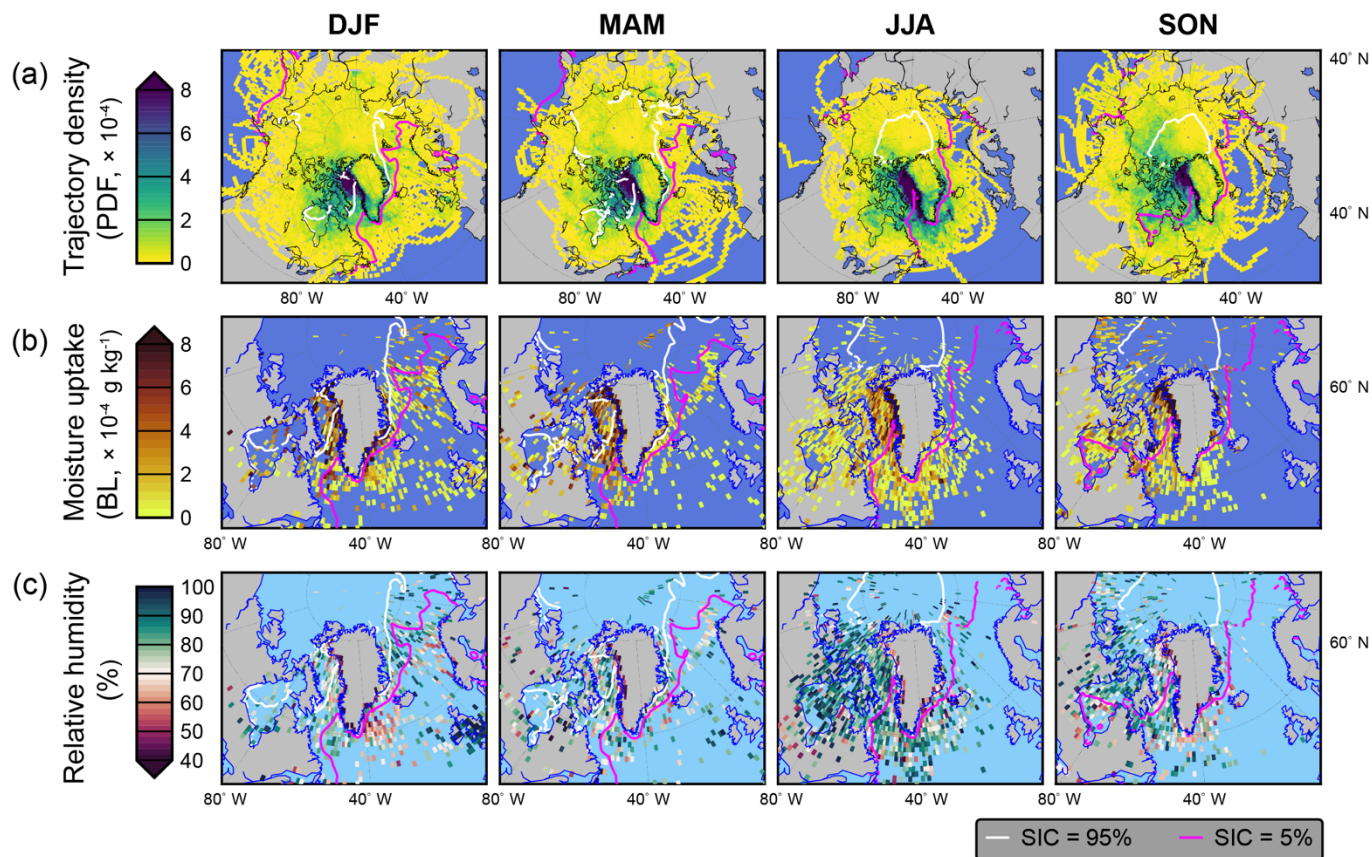 DJF MAM JJA SON
(a) Trajectory density
(PDF, × 10⁻⁴)
8
6
4
2
0
40° N
40° N
80° W 40° W 80° W 40° W 80° W 40° W 80° W 40° W
(b) Moisture uptake
(BL, × 10⁻⁴ g kg⁻¹)
8
6
4
2
0
60° N
80° W 40° W 80° W 40° W 80° W 40° W 80° W 40° W
(c) Relative humidity
(%)
100
90
80
70
60
50
40
60° N
80° W 40° W 80° W 40° W 80° W 40° W 80° W 40° W
SIC = 95% SIC = 5%